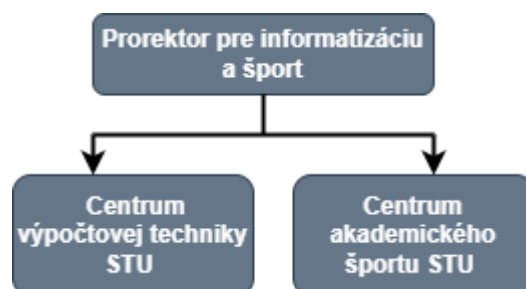 Prorektor pre informatizáciu
a šport
Centrum
výpočtovej techniky
STU
Centrum
akademického
športu STU